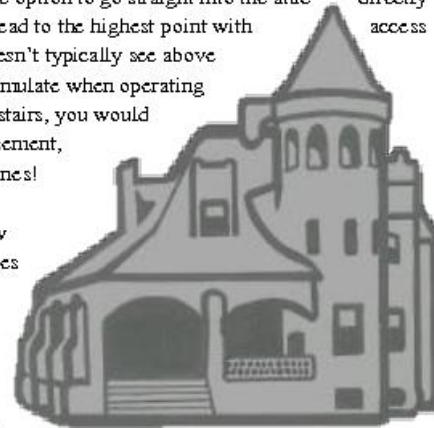 e option to go straight into the attic directly
ead to the highest point with access
esn’t typically see above
mulate when operating
stairs, you would
ement,
nes!
es